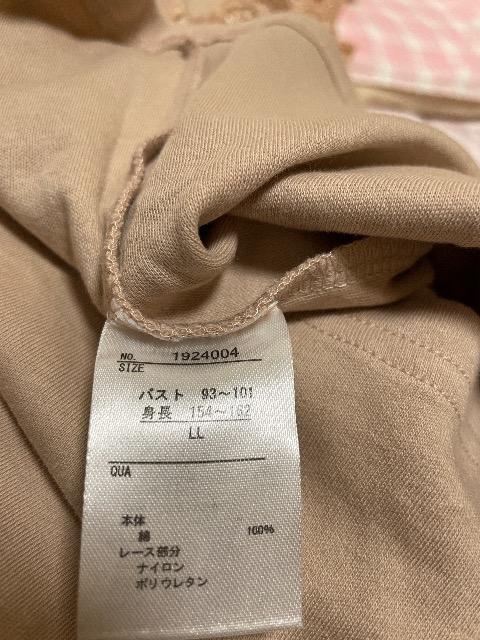 NO. 1924004
SIZE
バスト 93～101
身長 154～162
LL
QUA
本体
綿 100%
レース部分
ナイロン
ポリウレタン